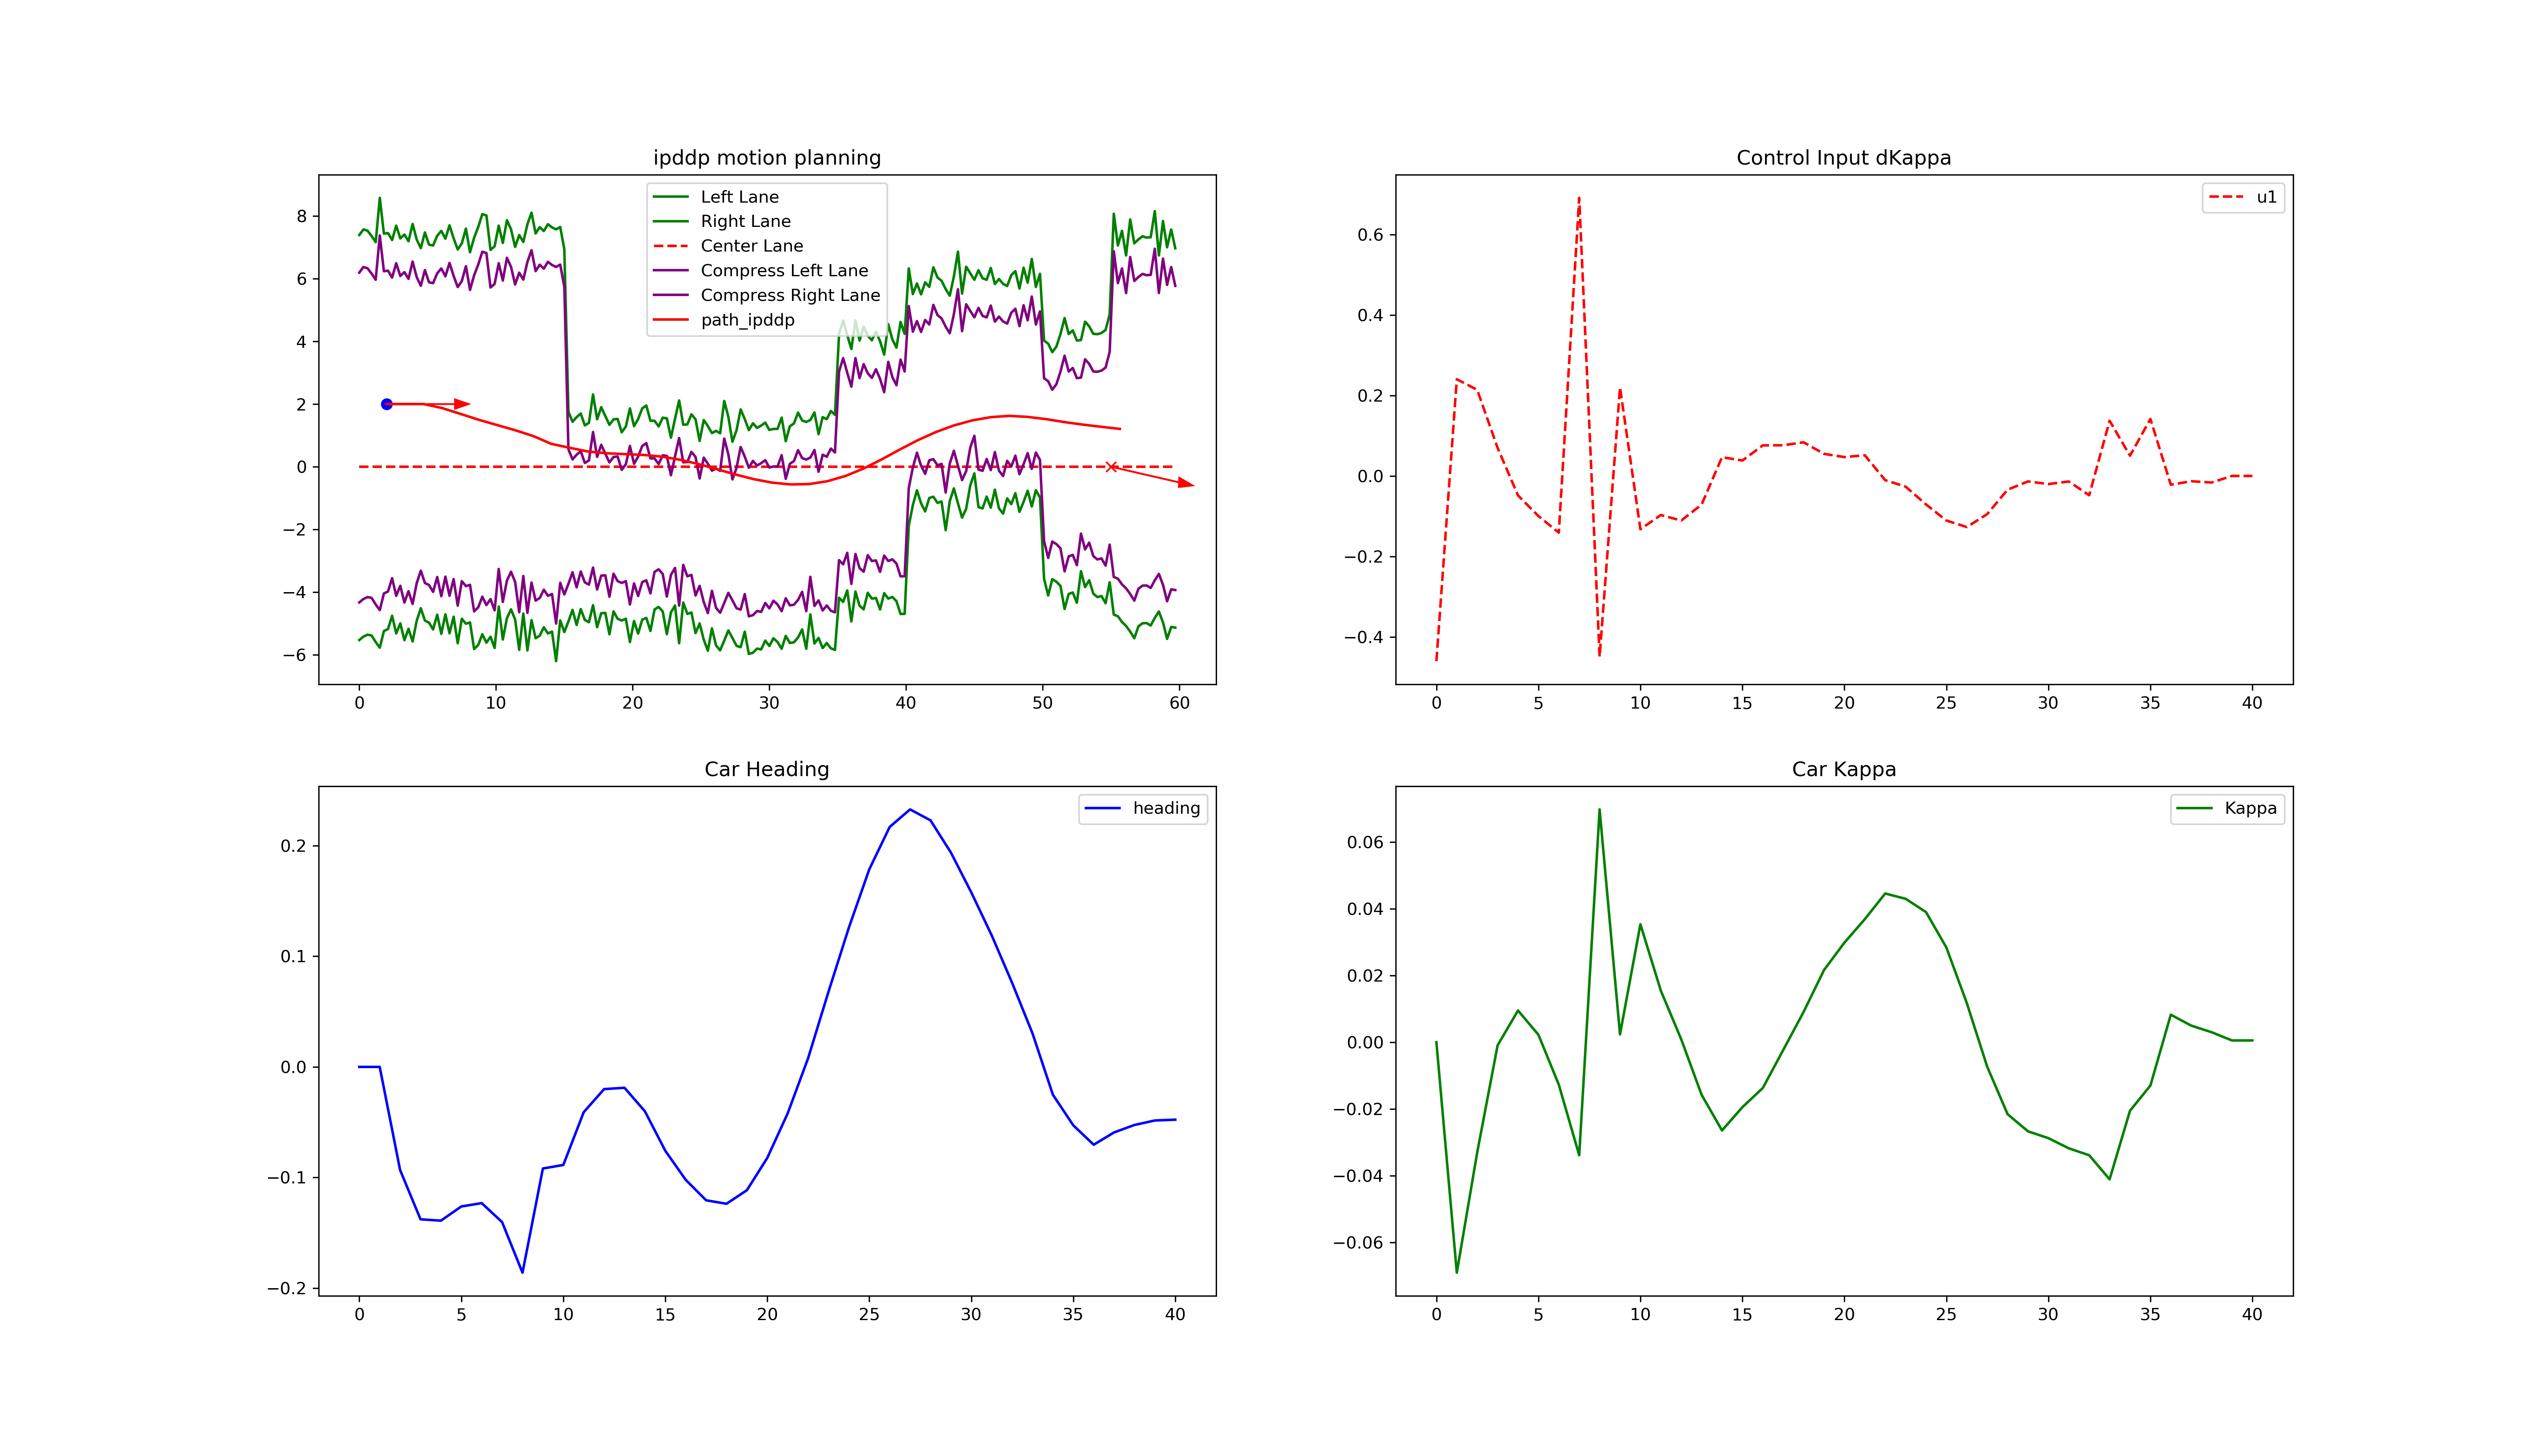 ipddp motion planning
Left Lane
Right Lane
Center Lane
Compress Left Lane
Compress Right Lane
path_ipddp
8
6
4
2
0
−2
−4
−6
0 10 20 30 40 50 60
Control Input dKappa
u1
0.6
0.4
0.2
0.0
−0.2
−0.4
0 5 10 15 20 25 30 35 40
Car Heading
heading
0.2
0.1
0.0
−0.1
−0.2
0 5 10 15 20 25 30 35 40
Car Kappa
Kappa
0.06
0.04
0.02
0.00
−0.02
−0.04
−0.06
0 5 10 15 20 25 30 35 40